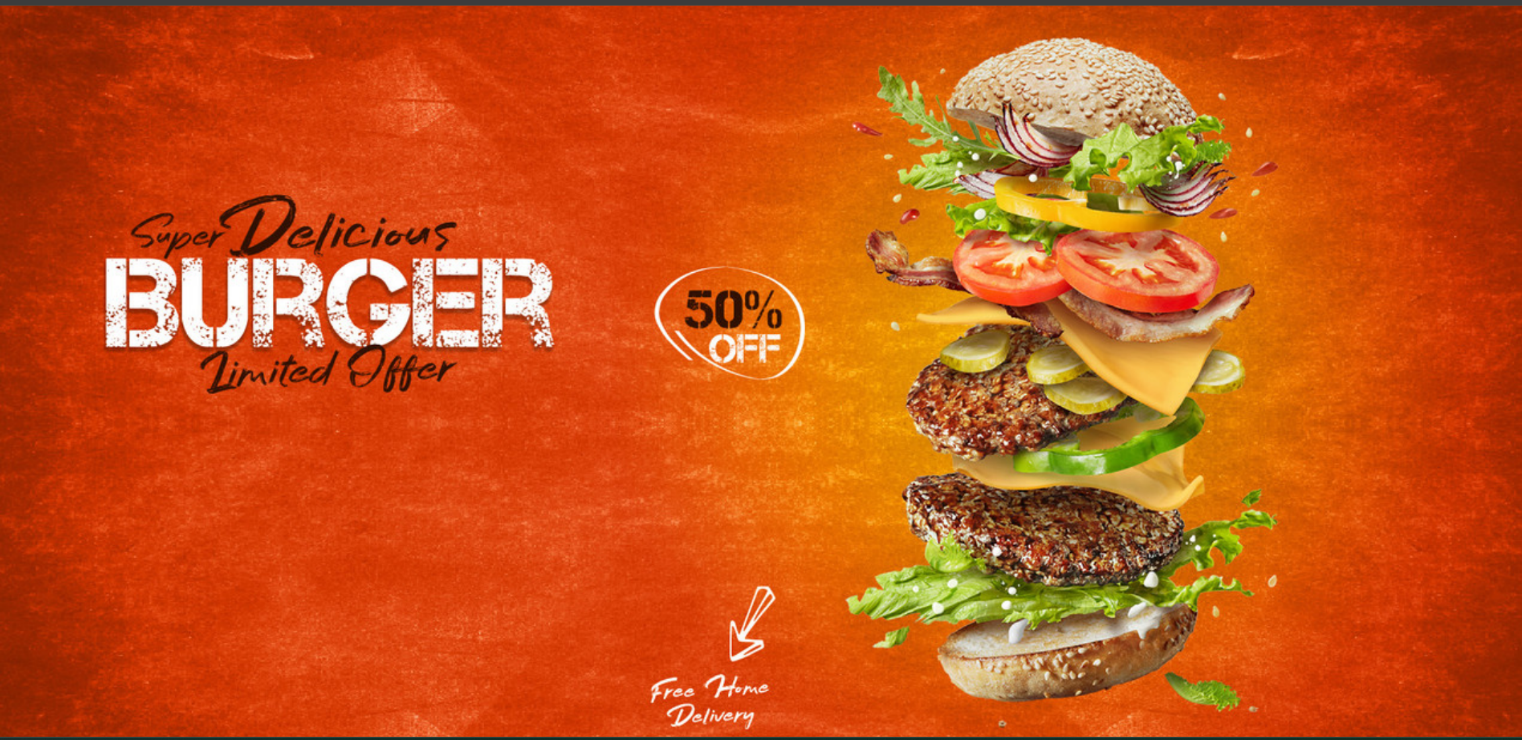 Super Delicious
BURGER
Limited Offer
50%
OFF
Free Home
Delivery